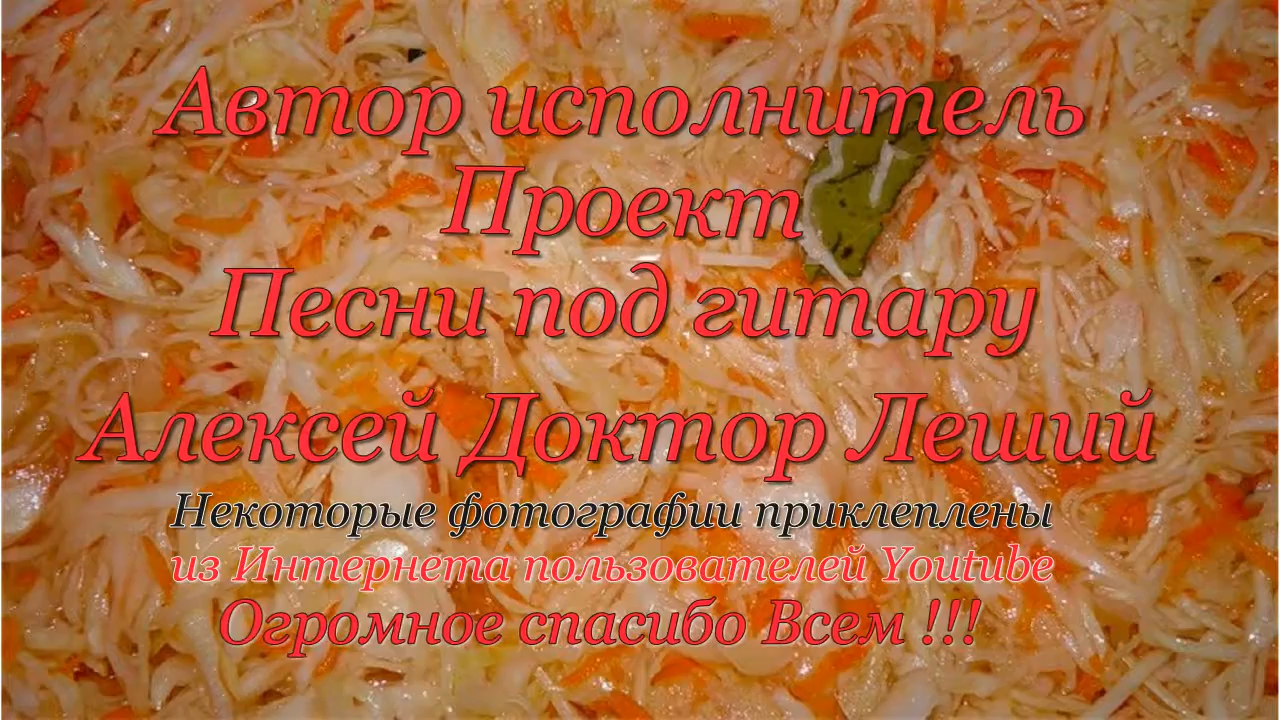 Автор исполнитель
Проект
Песни под гитару
Алексей Доктор Леший
Некоторые фотографии приклеплены
из Интернета пользователей Youtube
Огромное спасибо Всем !!!